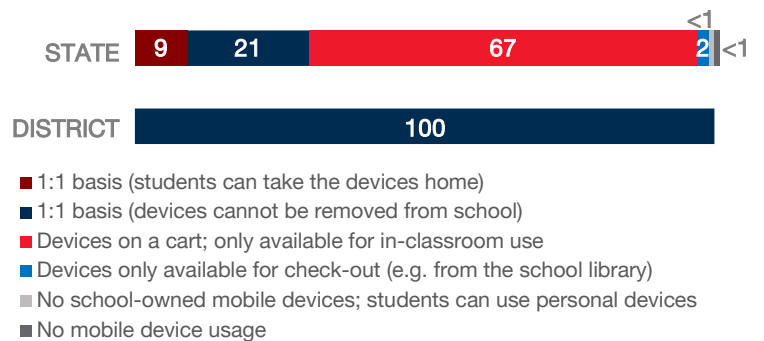 <1
STATE 9 21 67 2 <1
DISTRICT 100
1:1 basis (students can take the devices home)
1:1 basis (devices cannot be removed from school)
Devices on a cart; only available for in-classroom use
Devices only available for check-out (e.g. from the school library)
No school-owned mobile devices; students can use personal devices
No mobile device usage